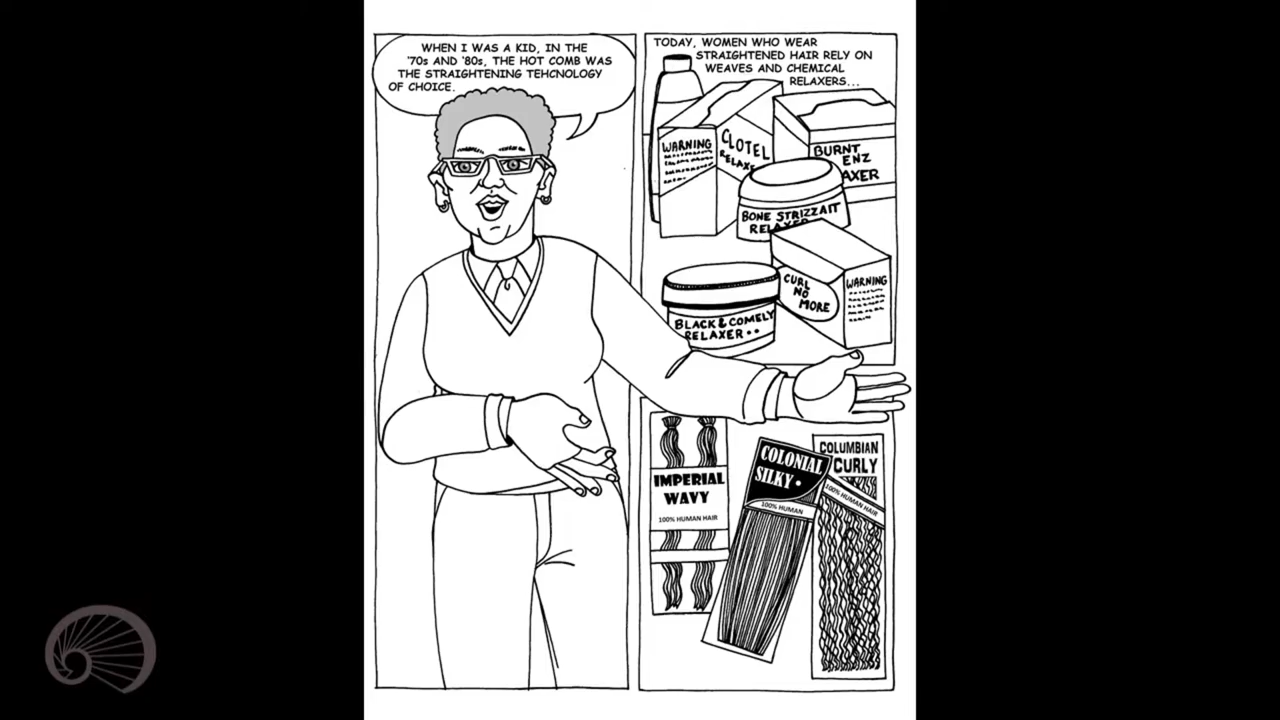 WHEN I WAS A KID, IN THE
'70s AND '80s, THE HOT COMB WAS
THE STRAIGHTENING TEHCNOLOGY
OF CHOICE.
TODAY, WOMEN WHO WEAR
STRAIGHTENED HAIR RELY ON
WEAVES AND CHEMICAL
RELAXERS...
WARNING
CLOTEL
RELAXE
BURNT
ENZ
AXER
BONE STRIZZAIT
RELAXER
CURL
NO
MORE
WARNING
BLACK & COMELY
RELAXER
IMPERIAL
WAVY
100% HUMAN HAIR
COLONIAL
SILKY
100% HUMAN
COLUMBIAN
CURLY
100% HUMAN HAIR